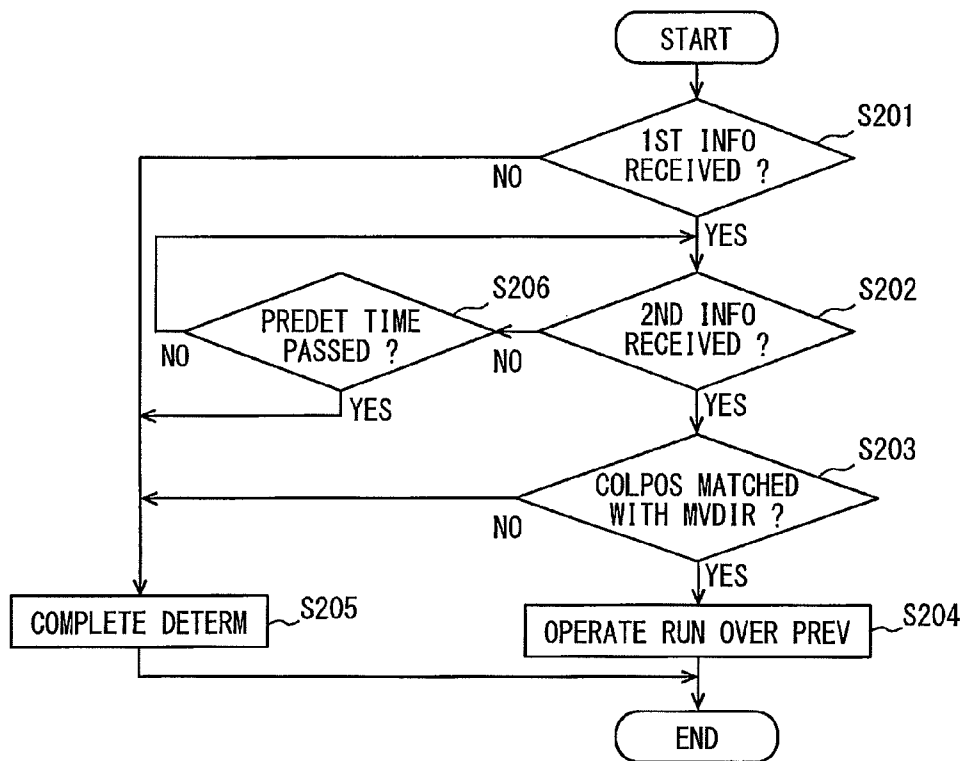 START
S201
1ST INFO
RECEIVED ?
NO
YES
S206
PREDET TIME
PASSED ?
NO
YES
S202
2ND INFO
RECEIVED ?
NO
YES
S203
COLPOS MATCHED
WITH MVDIR ?
NO
YES
COMPLETE DETERM
S205
OPERATE RUN OVER PREV
S204
END